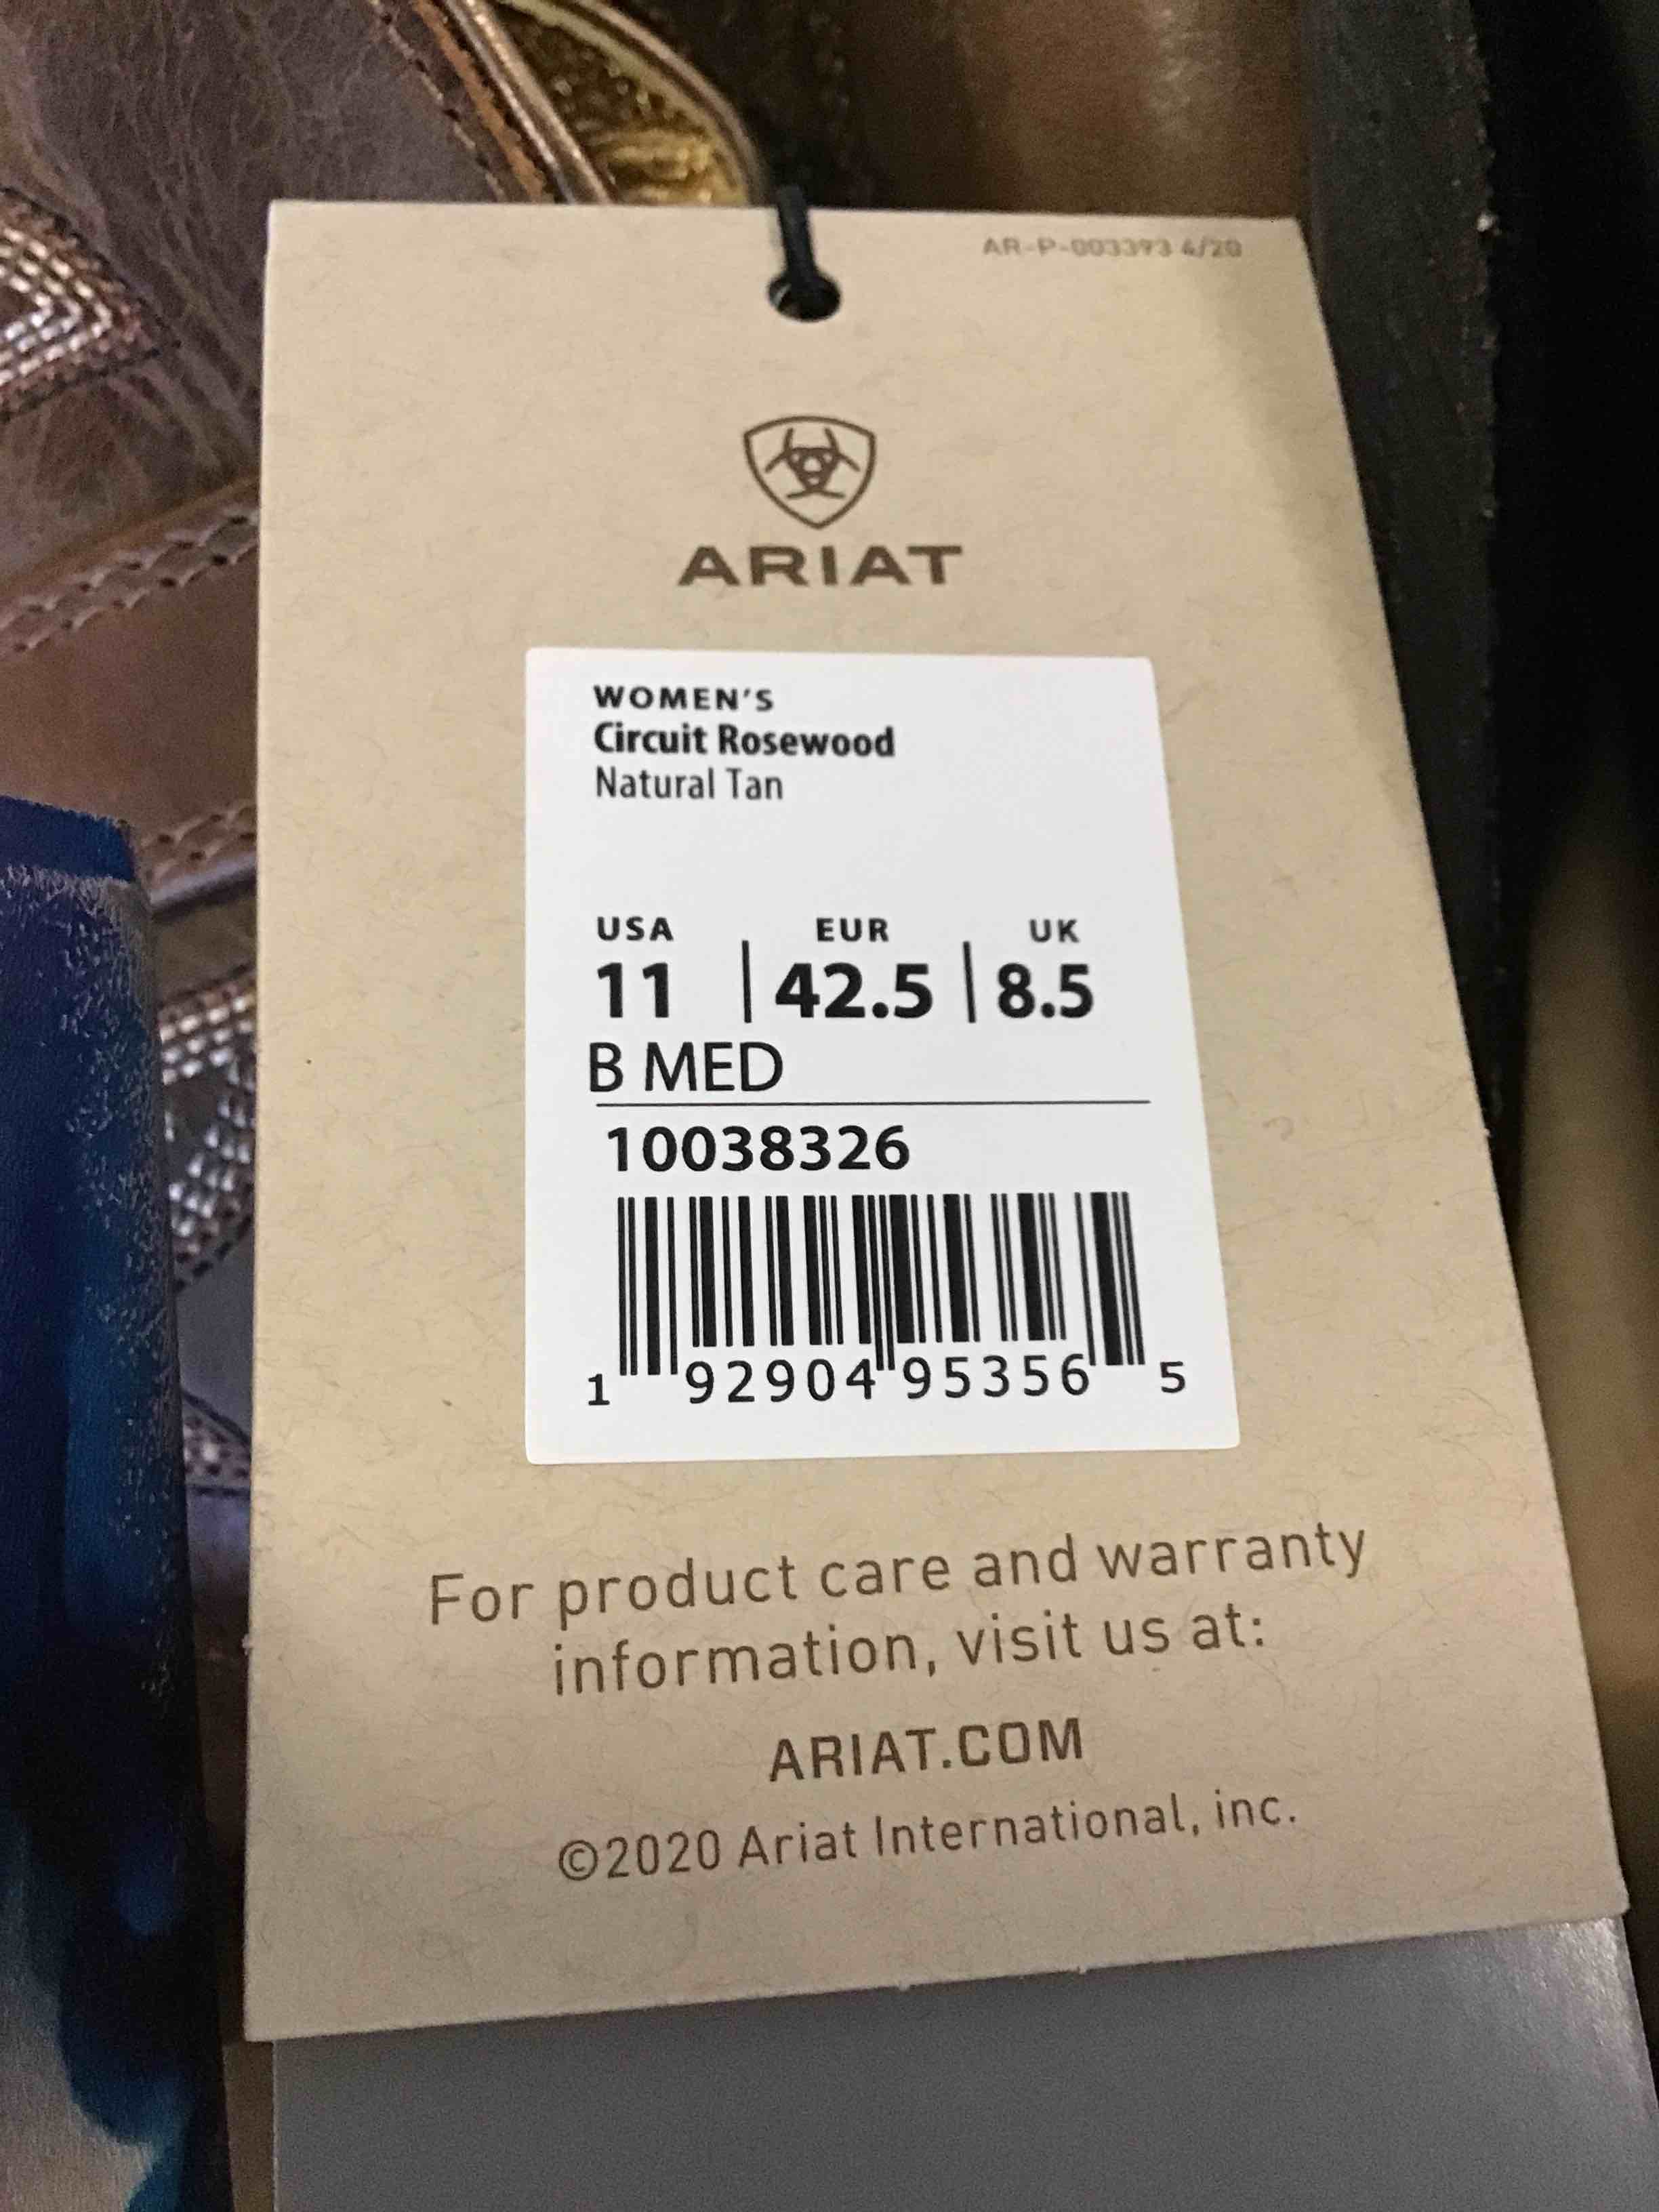 AR-P-003393 4/20
ARIAT
WOMEN'S
Circuit Rosewood
Natural Tan
USA EUR UK
11 | 42.5 | 8.5
B MED
10038326
1 92904 95356 5
For product care and warranty
information, visit us at:
ARIAT.COM
©2020 Ariat International, inc.